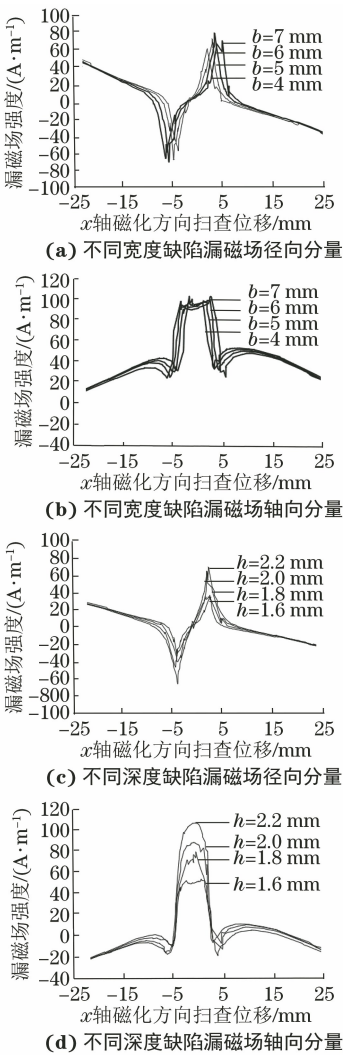 漏磁场强度/(A·m⁻¹)
100
80
60
40
20
0
−20
−40
−60
−80
−100
b=7 mm
b=6 mm
b=5 mm
b=4 mm
−25 −15 −5 5 15 25
x轴磁化方向扫查位移/mm
(a) 不同宽度缺陷漏磁场径向分量
漏磁场强度/(A·m⁻¹)
120
100
80
60
40
20
0
−20
−40
b=7 mm
b=6 mm
b=5 mm
b=4 mm
−25 −15 −5 5 15 25
x轴磁化方向扫查位移/mm
(b) 不同宽度缺陷漏磁场轴向分量
漏磁场强度/(A·m⁻¹)
100
80
60
40
20
0
−20
−40
−60
−800
−100
h=2.2 mm
h=2.0 mm
h=1.8 mm
h=1.6 mm
−25 −15 −5 5 15 25
x轴磁化方向扫查位移/mm
(c) 不同深度缺陷漏磁场径向分量
漏磁场强度/(A·m⁻¹)
120
100
80
60
40
20
0
−20
−40
h=2.2 mm
h=2.0 mm
h=1.8 mm
h=1.6 mm
−25 −15 −5 5 15 25
x轴磁化方向扫查位移/mm
(d) 不同深度缺陷漏磁场轴向分量